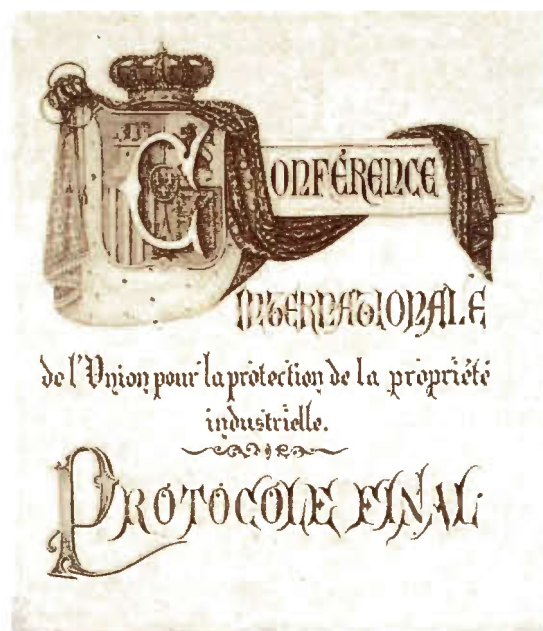 CONFÉRENCE
INTERNATIONALE
de l'Union pour la protection de la propriété
industrielle.
PROTOCOLE FINAL.